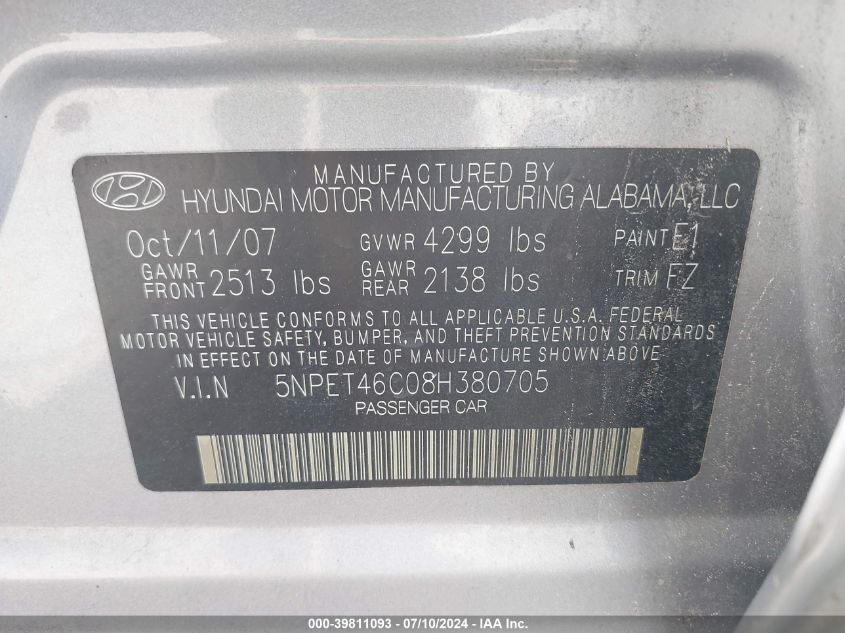 MANUFACTURED BY
HYUNDAI MOTOR MANUFACTURING ALABAMA, LLC
Oct/11/07 GVWR 4299 lbs PAINT E1
GAWR FRONT 2513 lbs GAWR REAR 2138 lbs TRIM FZ
THIS VEHICLE CONFORMS TO ALL APPLICABLE U.S.A. FEDERAL
MOTOR VEHICLE SAFETY, BUMPER, AND THEFT PREVENTION STANDARDS
IN EFFECT ON THE DATE OF MANUFACTURE SHOWN ABOVE
V.I.N 5NPET46C08H380705
PASSENGER CAR
000-39811093 - 07/10/2024 - IAA Inc.